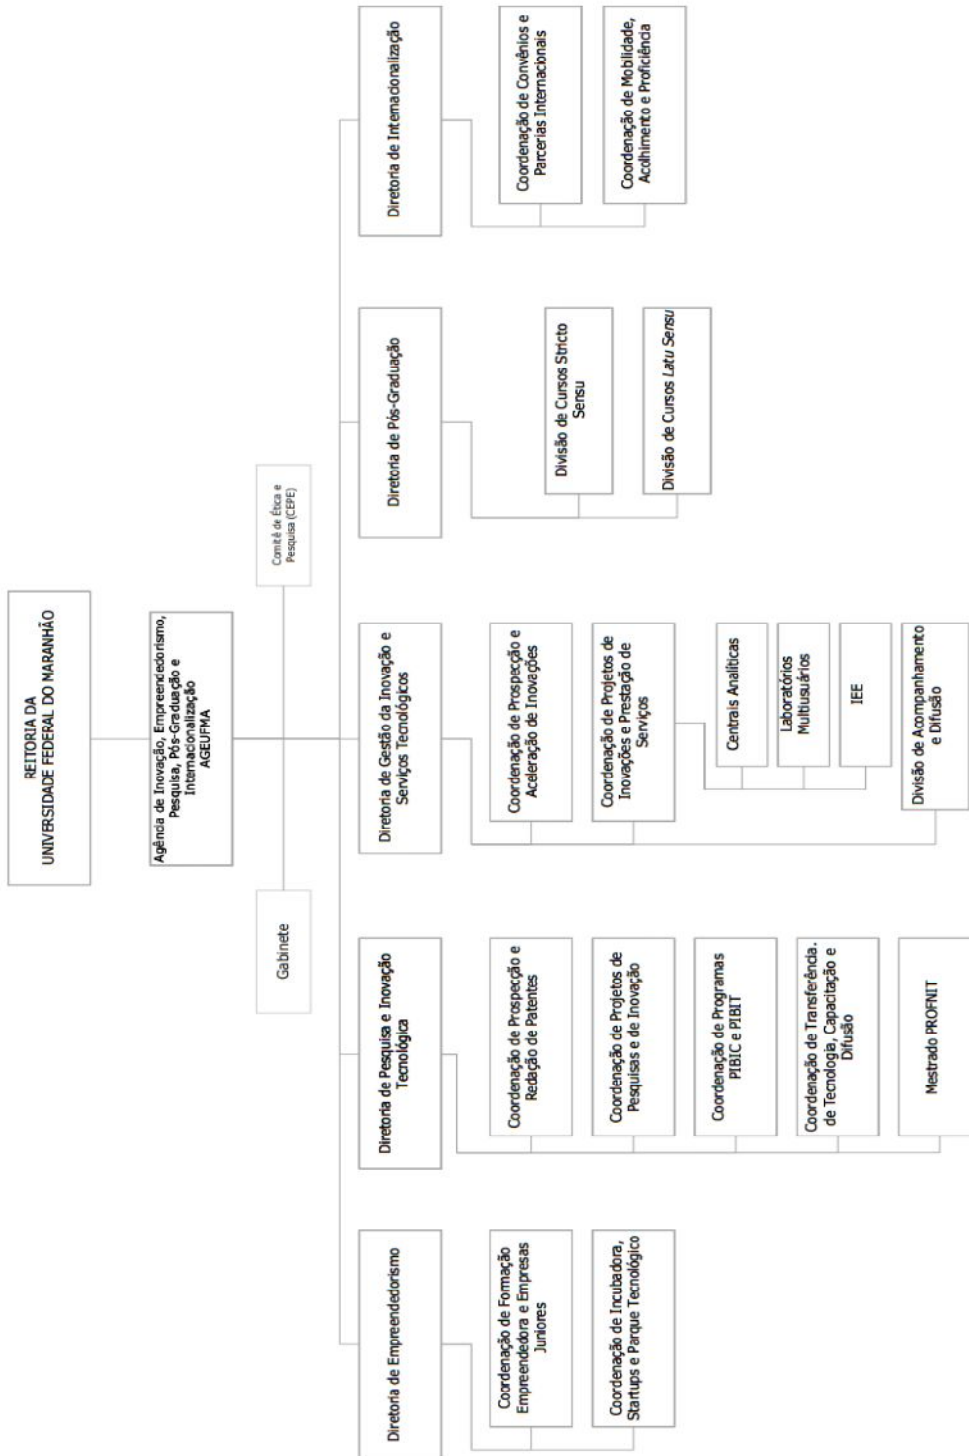 REITORIA DA
UNIVERSIDADE FEDERAL DO MARANHÃO
Agência de Inovação, Empreendedorismo,
Pesquisa, Pós-Graduação e
Internacionalização
AGEUFMA
Gabinete
Comitê de Ética e
Pesquisa (CEPE)
Diretoria de Empreendedorismo
Coordenação de Formação
Empreendedora e Empresas
Juniores
Coordenação de Incubadora,
Startups e Parque Tecnológico
Diretoria de Pesquisa e Inovação
Tecnológica
Coordenação de Prospecção e
Redação de Patentes
Coordenação de Projetos de
Pesquisas e de Inovação
Coordenação de Programas
PIBIC e PIBIT
Coordenação de Transferência.
de Tecnologia, Capacitação e
Difusão
Mestrado PROFNIT
Diretoria de Gestão da Inovação e
Serviços Tecnológicos
Coordenação de Prospecção e
Aceleração de Inovações
Coordenação de Projetos de
Inovações e Prestação de
Serviços
Centrais Analíticas
Laboratórios
Multiusuários
IEE
Divisão de Acompanhamento
e Difusão
Diretoria de Pós-Graduação
Divisão de Cursos Stricto
Sensu
Divisão de Cursos Latu Sensu
Diretoria de Internacionalização
Coordenação de Convênios e
Parcerias Internacionais
Coordenação de Mobilidade,
Acolhimento e Proficiência